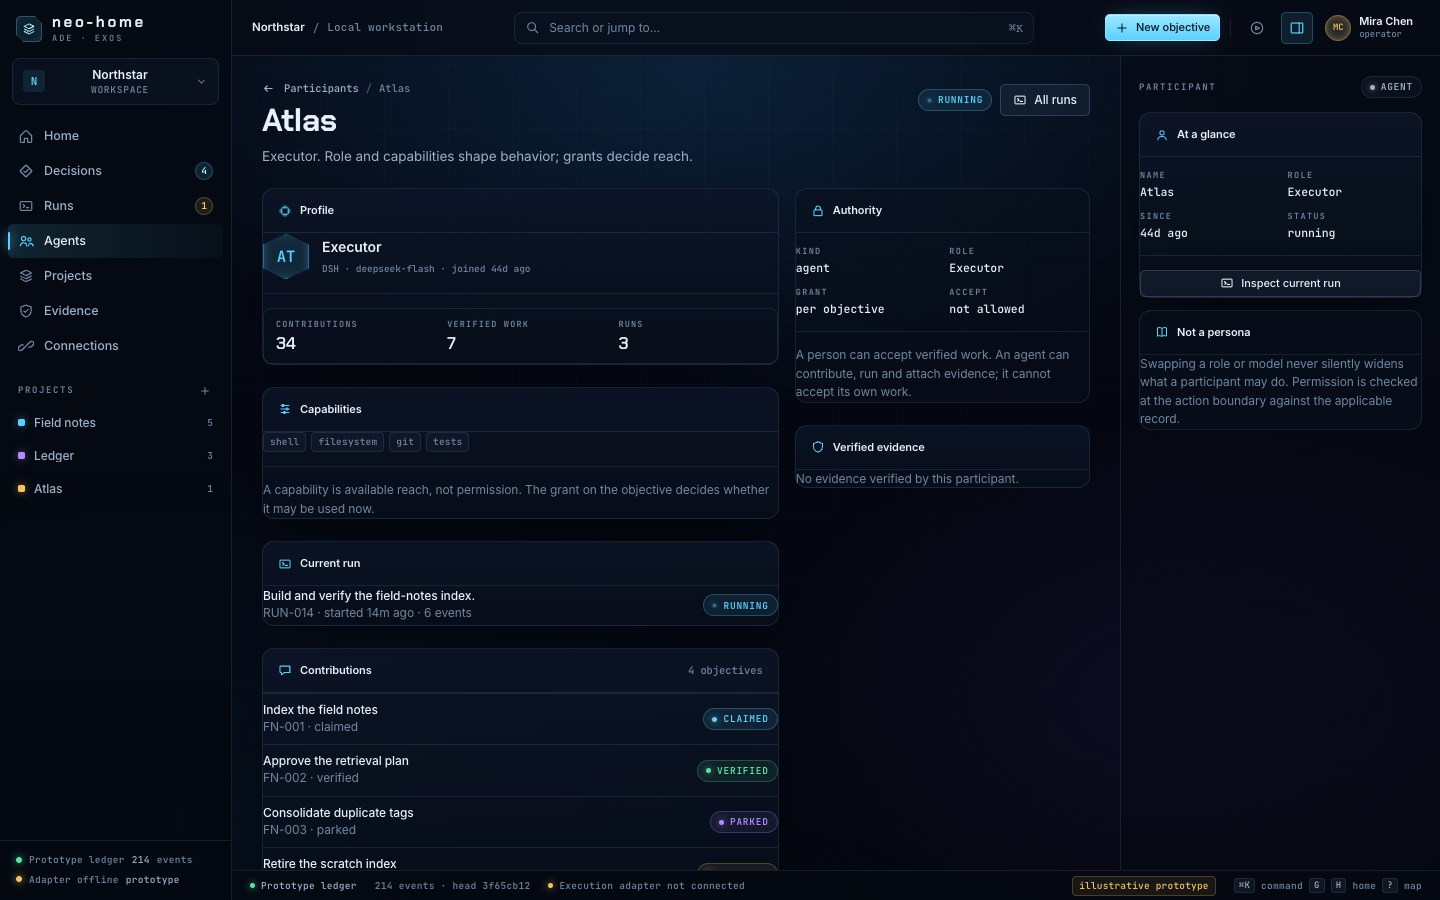 neo-home
ADE · EXOS
N
Northstar
WORKSPACE
Home
Decisions 4
Runs 1
Agents
Projects
Evidence
Connections
PROJECTS +
Field notes 5
Ledger 3
Atlas 1
Prototype ledger 214 events
Adapter offline prototype
Northstar / Local workstation
Search or jump to... ⌘K
+ New objective
MC
Mira Chen
operator
← Participants / Atlas
Atlas
Executor. Role and capabilities shape behavior; grants decide reach.
RUNNING
All runs
Profile
AT
Executor
DSH · deepseek-flash · joined 44d ago
CONTRIBUTIONS VERIFIED WORK RUNS
34 7 3
Capabilities
shell filesystem git tests
A capability is available reach, not permission. The grant on the objective decides whether
it may be used now.
Current run
Build and verify the field-notes index.
RUN-014 · started 14m ago · 6 events
RUNNING
Contributions 4 objectives
Index the field notes
FN-001 · claimed
CLAIMED
Approve the retrieval plan
FN-002 · verified
VERIFIED
Consolidate duplicate tags
FN-003 · parked
PARKED
Retire the scratch index
Authority
KIND ROLE
agent Executor
GRANT ACCEPT
per objective not allowed
A person can accept verified work. An agent can
contribute, run and attach evidence; it cannot
accept its own work.
Verified evidence
No evidence verified by this participant.
PARTICIPANT AGENT
At a glance
NAME ROLE
Atlas Executor
SINCE STATUS
44d ago running
Inspect current run
Not a persona
Swapping a role or model never silently widens
what a participant may do. Permission is checked
at the action boundary against the applicable
record.
Prototype ledger 214 events · head 3f65cb12 Execution adapter not connected
illustrative prototype ⌘K command G H home ? map